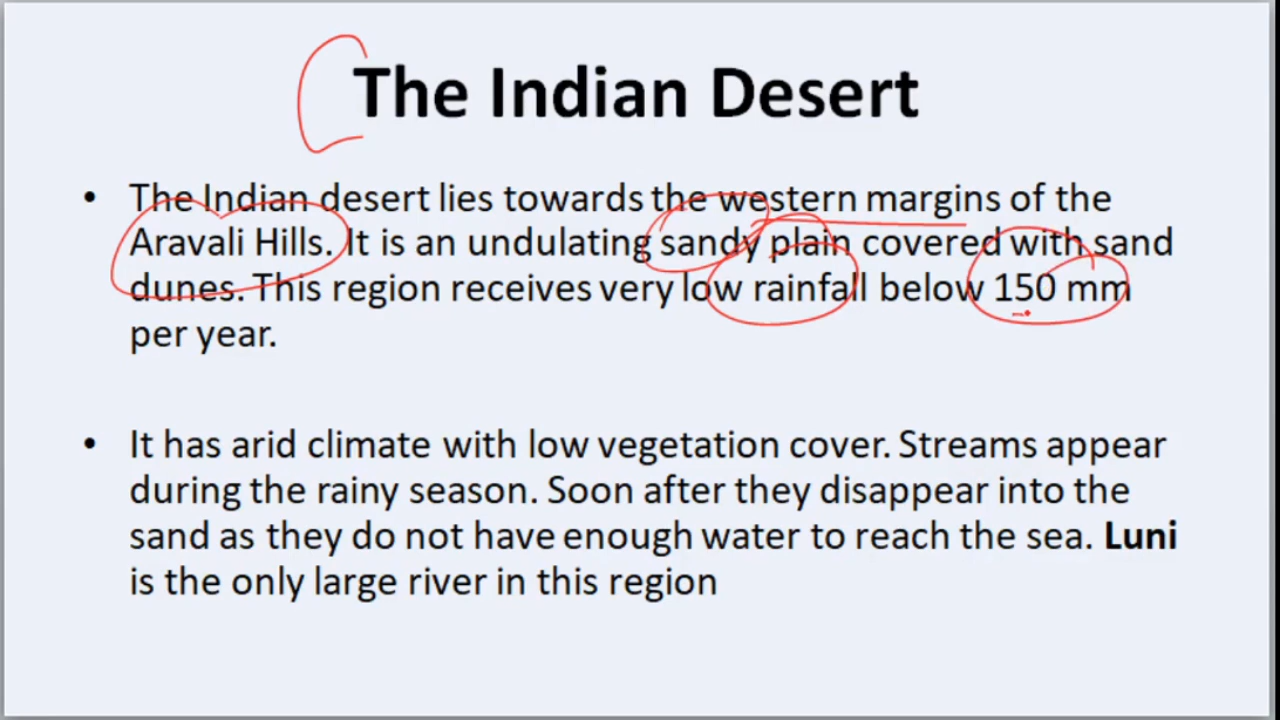 The Indian Desert
• The Indian desert lies towards the western margins of the
Aravali Hills. It is an undulating sandy plain covered with sand
dunes. This region receives very low rainfall below 150 mm
per year.
• It has arid climate with low vegetation cover. Streams appear
during the rainy season. Soon after they disappear into the
sand as they do not have enough water to reach the sea. Luni
is the only large river in this region